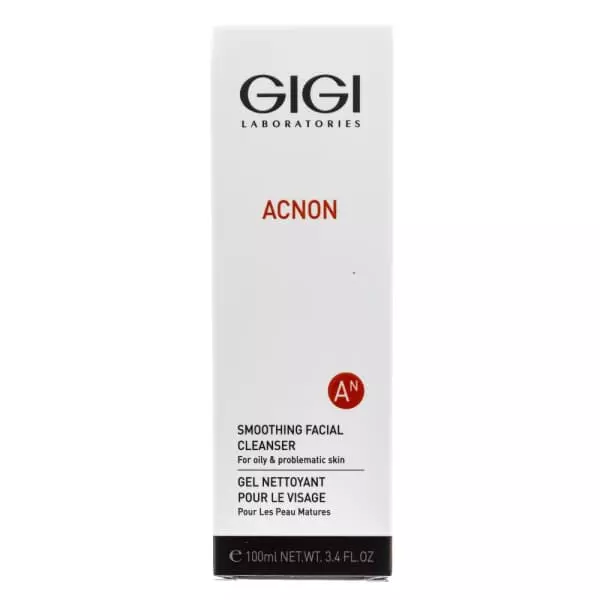 GIGI
LABORATORIES
ACNON
AN
SMOOTHING FACIAL
CLEANSER
For oily & problematic skin
GEL NETTOYANT
POUR LE VISAGE
Pour Les Peau Matures
e 100ml NET.WT. 3.4 FL.OZ